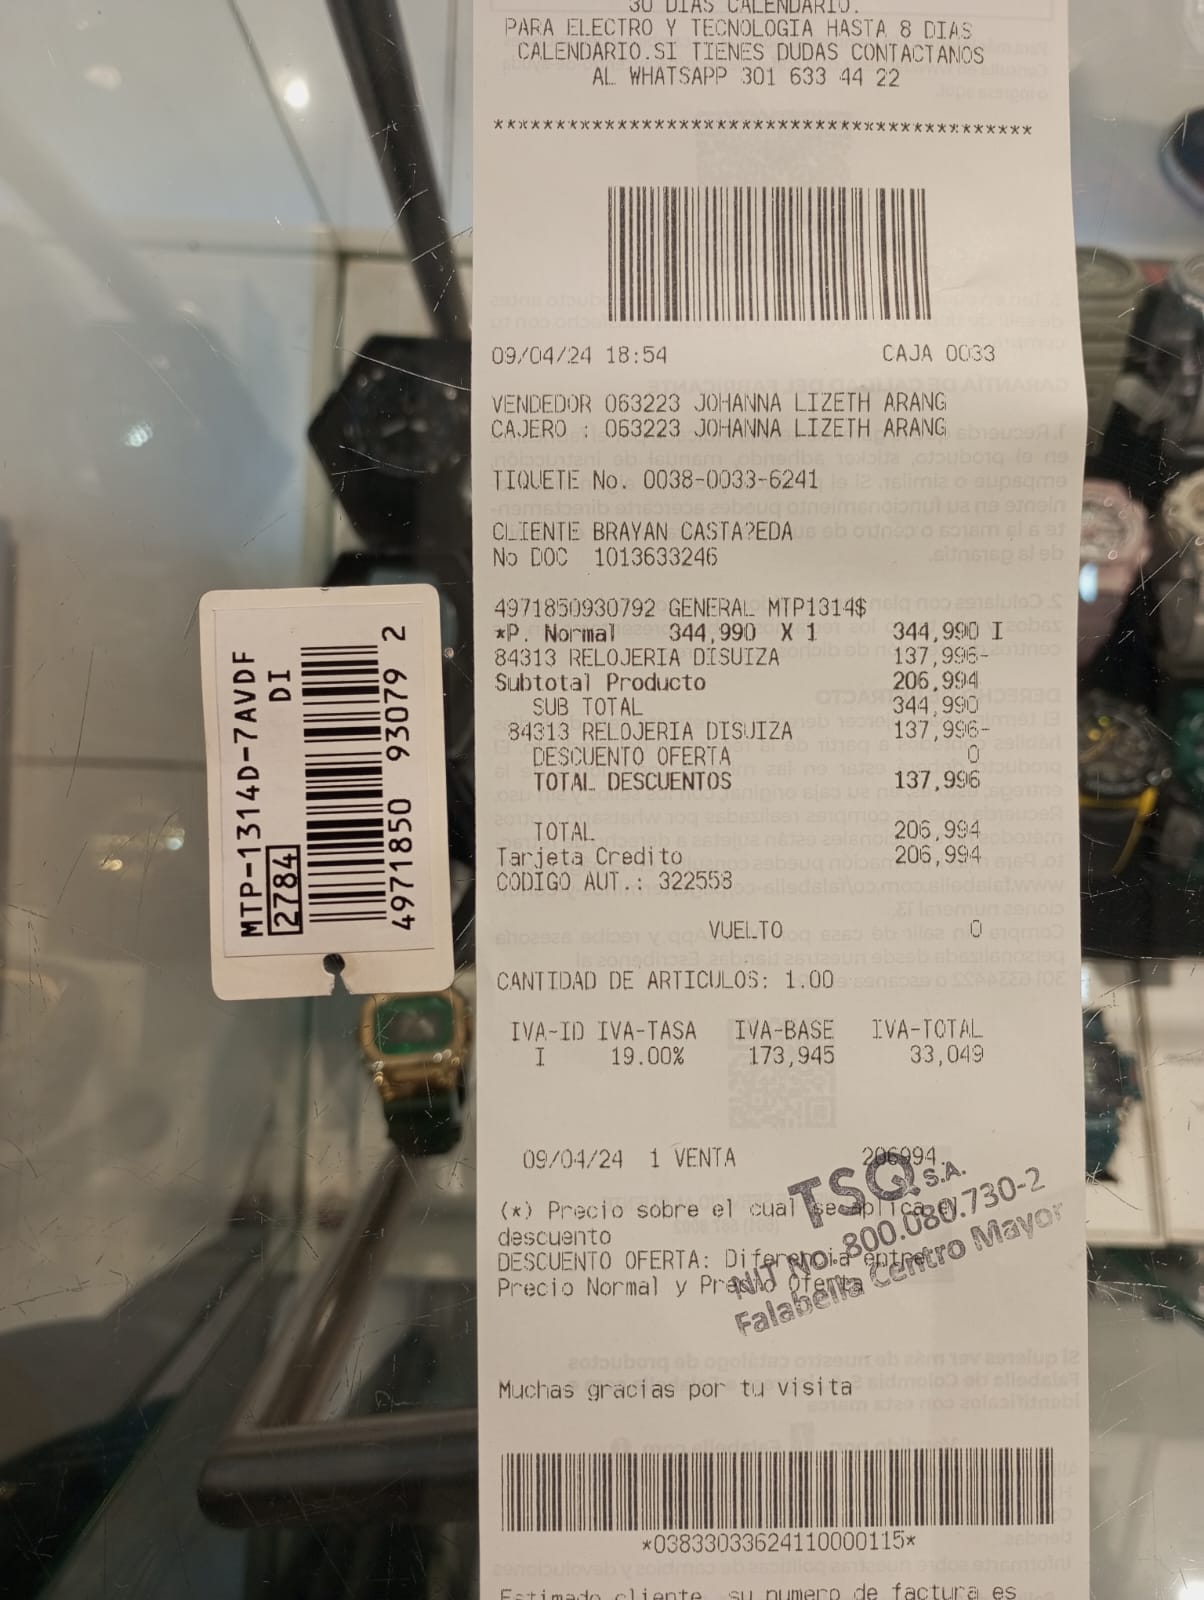 30 DIAS CALENDARIO.
PARA ELECTRO Y TECNOLOGIA HASTA 8 DIAS
CALENDARIO.SI TIENES DUDAS CONTACTANOS
AL WHATSAPP 301 633 44 22
*******************************************
09/04/24 18:54 CAJA 0033
VENDEDOR 063223 JOHANNA LIZETH ARANG
CAJERO : 063223 JOHANNA LIZETH ARANG
TIQUETE No. 0038-0033-6241
CLIENTE BRAYAN CASTA?EDA
No DOC 1013633246
4971850930792 GENERAL MTP1314$
*P. Normal 344,990 X 1 344,990 I
84313 RELOJERIA DISUIZA 137,996-
Subtotal Producto 206,994
SUB TOTAL 344,990
84313 RELOJERIA DISUIZA 137,996-
DESCUENTO OFERTA 0
TOTAL DESCUENTOS 137,996
TOTAL 206,994
Tarjeta Credito 206,994
CODIGO AUT.: 322558
VUELTO 0
CANTIDAD DE ARTICULOS: 1.00
IVA-ID IVA-TASA IVA-BASE IVA-TOTAL
I 19.00% 173,945 33,049
09/04/24 1 VENTA 206994
(*) Precio sobre el cual se aplica
descuento
DESCUENTO OFERTA: Diferencia entre
Precio Normal y Precio Oferta
TSQ S.A.
NIT No. 800.080.730-2
Falabella Centro Mayor
Muchas gracias por tu visita
*03833033624110000115*
Estimado cliente, su numero de factura es
MTP-1314D-7AVDF
2784 DI
4971850 93079 2